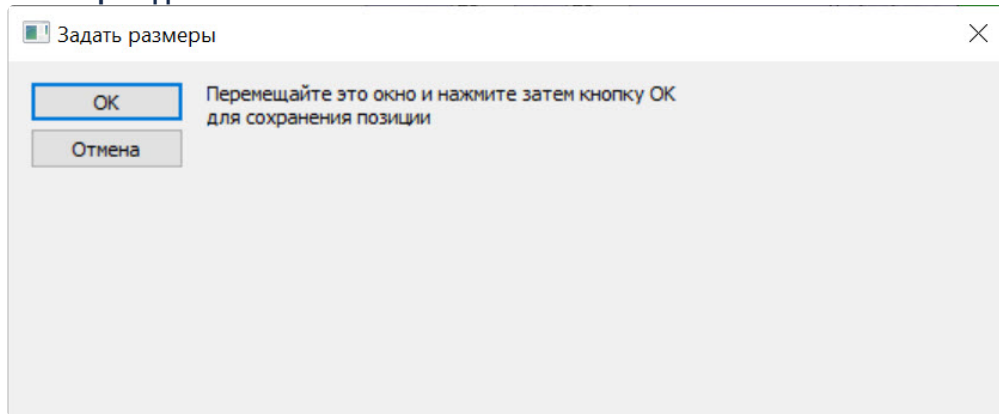 Задать размеры
OK
Перемещайте это окно и нажмите затем кнопку OK
для сохранения позиции
Отмена